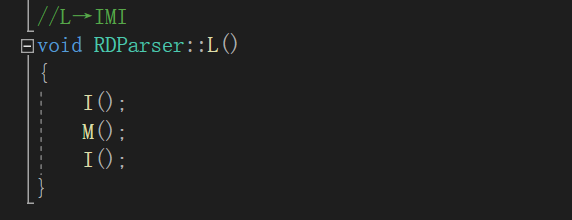 //L→IMI
void RDParser::L()
{
I();
M();
I();
}